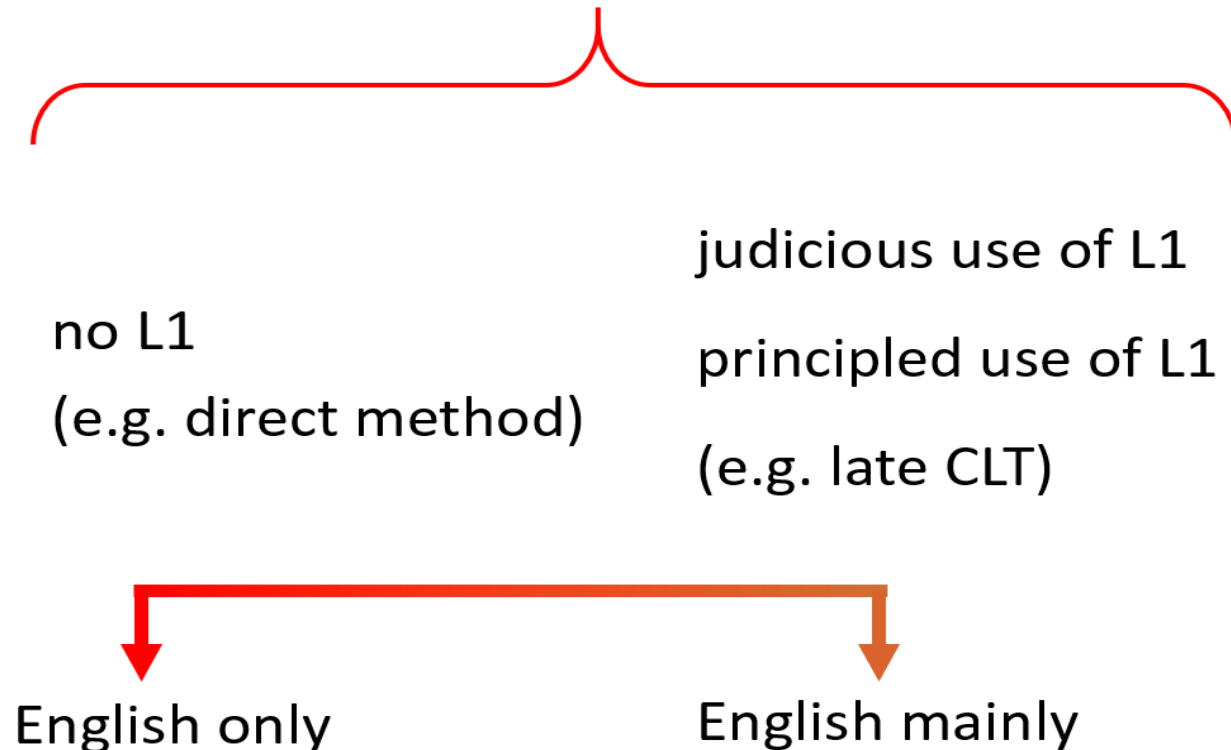 no L1
(e.g. direct method)
judicious use of L1
principled use of L1
(e.g. late CLT)
English only
English mainly